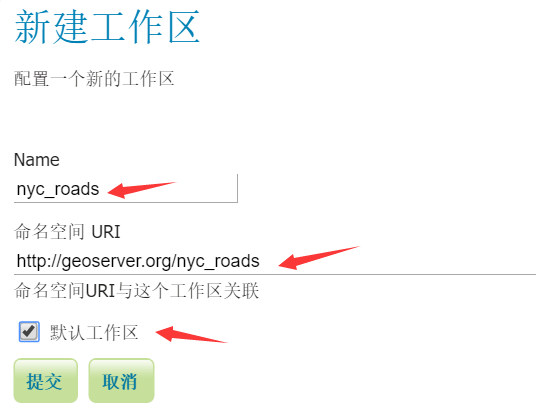 新建工作区
配置一个新的工作区
Name
nyc_roads
命名空间 URI
http://geoserver.org/nyc_roads
命名空间URI与这个工作区关联
默认工作区
提交 取消